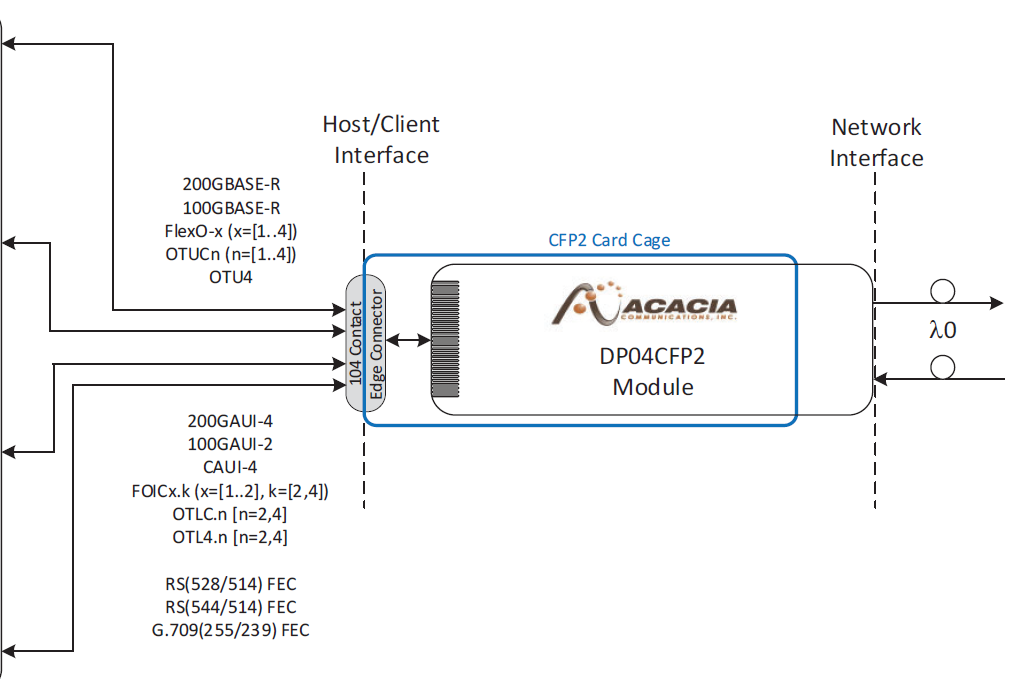 Host/Client
Interface
Network
Interface
200GBASE-R
100GBASE-R
FlexO-x (x=[1..4])
OTUCn (n=[1..4])
OTU4
CFP2 Card Cage
104 Contact
Edge Connector
ACACIA
COMMUNICATIONS, INC.
DP04CFP2
Module
λ0
200GAUI-4
100GAUI-2
CAUI-4
FOICx.k (x=[1..2], k=[2,4])
OTLC.n [n=2,4]
OTL4.n [n=2,4]
RS(528/514) FEC
RS(544/514) FEC
G.709(255/239) FEC